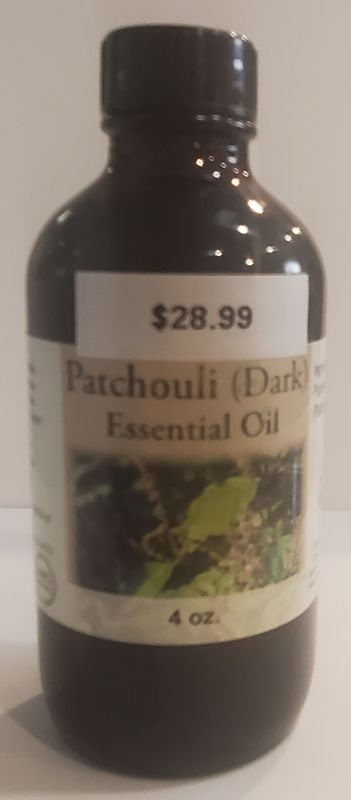 $28.99
Patchouli (Dark)
Essential Oil
4 oz.